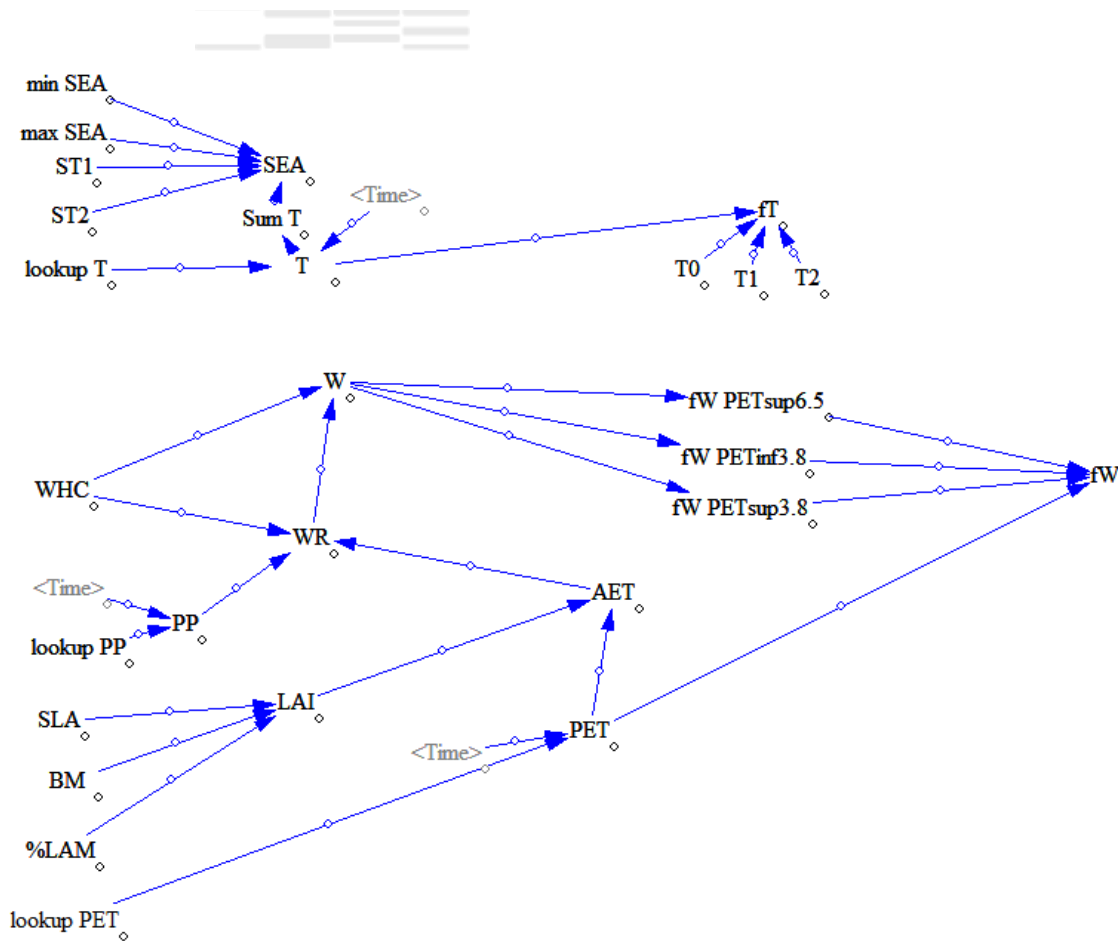 min SEA
max SEA
ST1
SEA
ST2
<Time>
Sum T
fT
lookup T
T
T0
T1
T2
W
fW PETsup6.5
fW PETinf3.8
fW
WHC
fW PETsup3.8
WR
<Time>
AET
PP
lookup PP
LAI
SLA
PET
<Time>
BM
%LAM
lookup PET